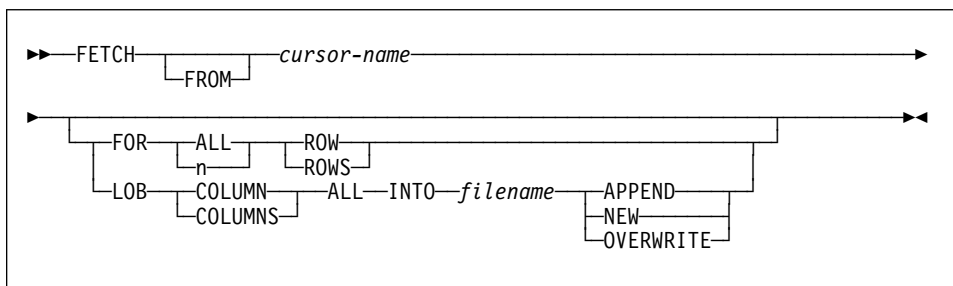 FETCH cursor-name
FROM
FOR ALL ROW
n ROWS
LOB COLUMN ALL INTO filename APPEND
COLUMNS NEW
OVERWRITE